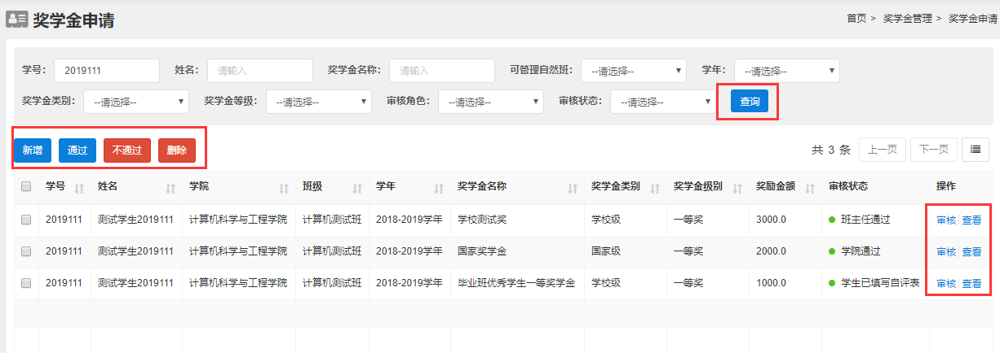 奖学金申请
首页 > 奖学金管理 > 奖学金申请
学号: 2019111 姓名: 请输入 奖学金名称: 请输入 可管理自然班: --请选择-- 学年: --请选择--
奖学金类别: --请选择-- 奖学金等级: --请选择-- 审核角色: --请选择-- 审核状态: --请选择-- 查询
新增 通过 不通过 删除 共 3 条 上一页 下一页
学号 姓名 学院 班级 学年 奖学金名称 奖学金类别 奖学金级别 奖励金额 审核状态 操作
2019111 测试学生2019111 计算机科学与工程学院 计算机测试班 2018-2019学年 学校测试奖 学校级 一等奖 3000.0 班主任通过 审核 查看
2019111 测试学生2019111 计算机科学与工程学院 计算机测试班 2018-2019学年 国家奖学金 国家级 一等奖 2000.0 学院通过 审核 查看
2019111 测试学生2019111 计算机科学与工程学院 计算机测试班 2018-2019学年 毕业班优秀学生一等奖学金 学校级 一等奖 1000.0 学生已填写自评表 审核 查看